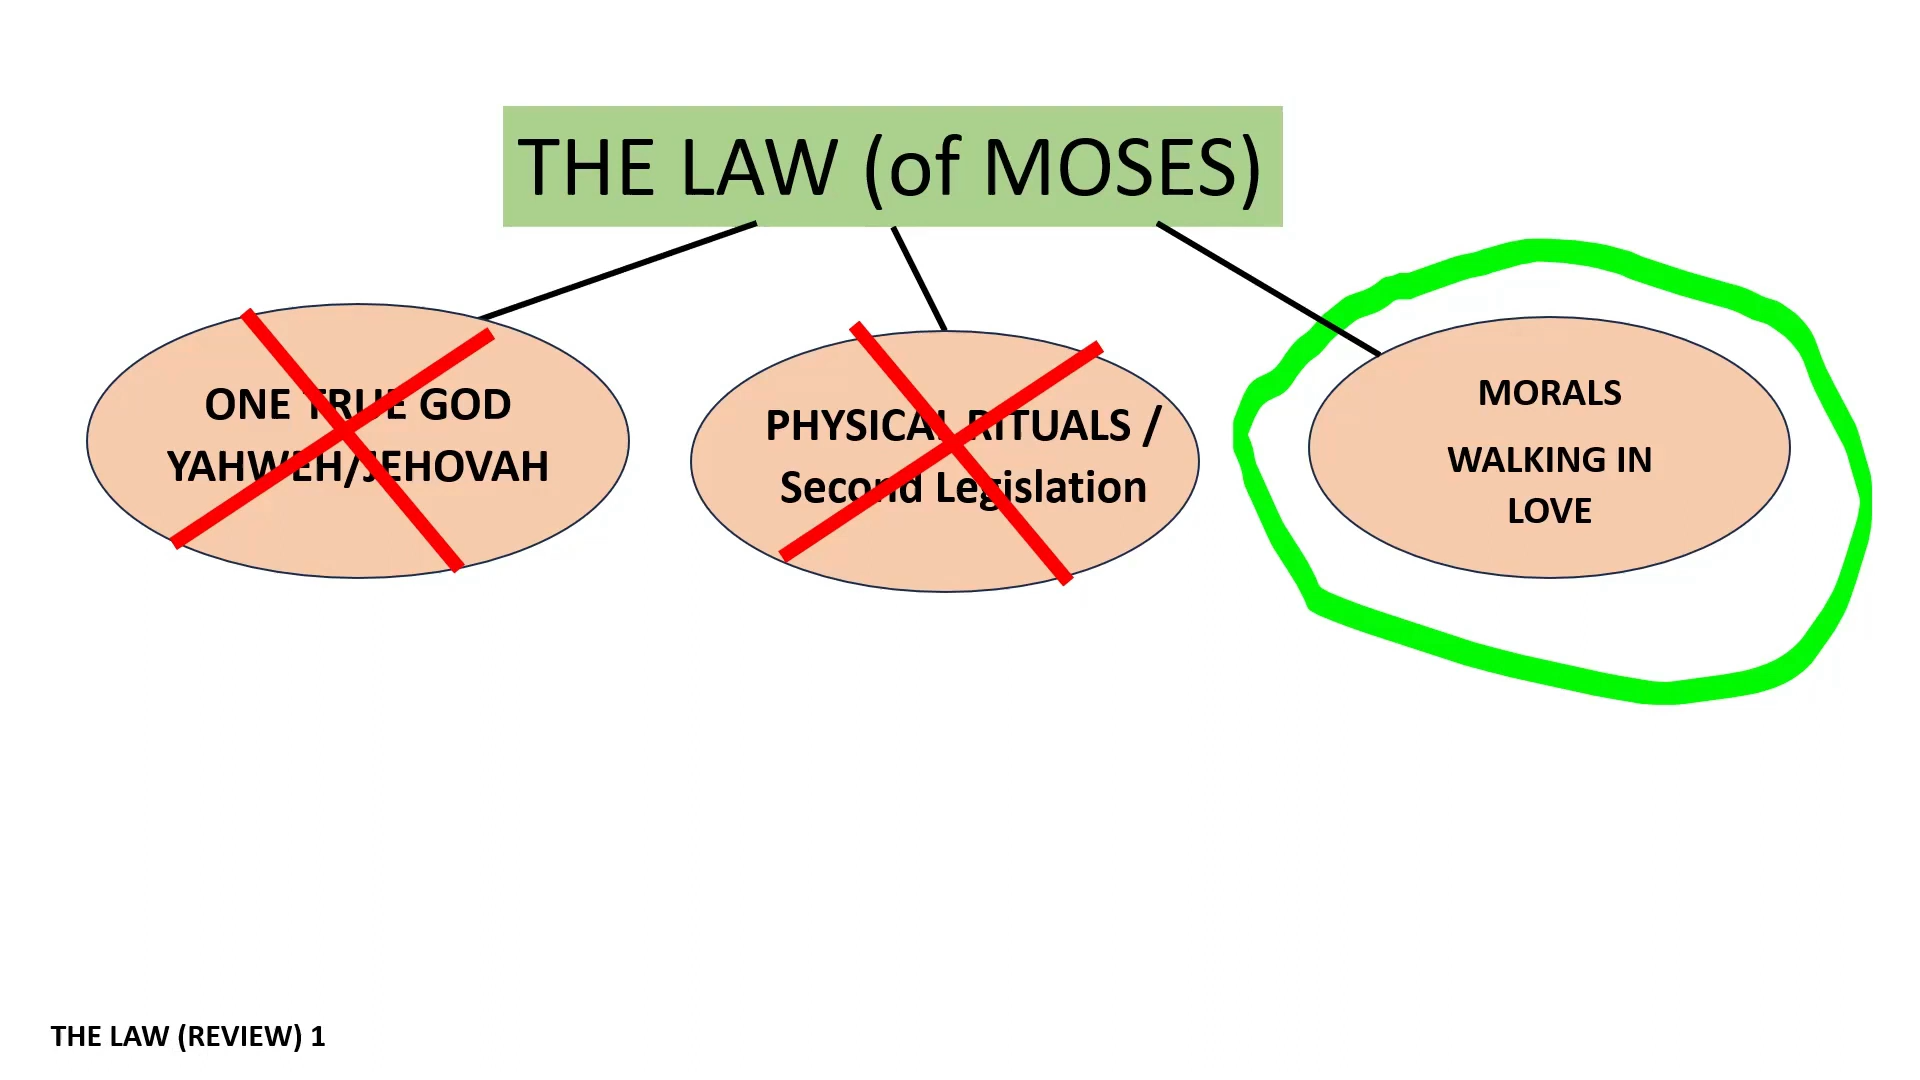 THE LAW (of MOSES)
ONE TRUE GOD
YAHWEH/JEHOVAH
PHYSICAL RITUALS /
Second Legislation
MORALS
WALKING IN
LOVE
THE LAW (REVIEW) 1